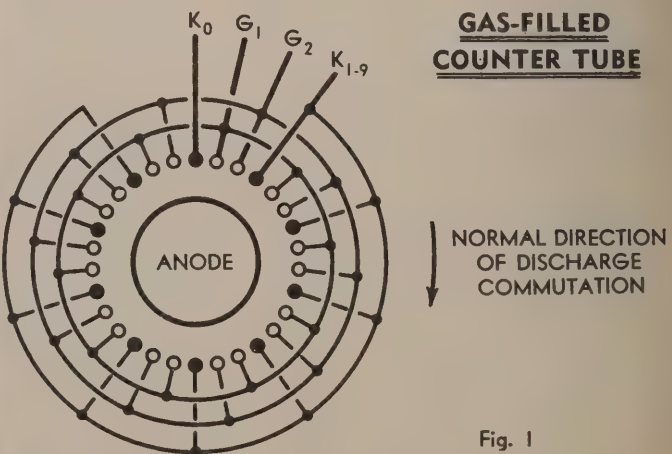 GAS-FILLED
COUNTER TUBE
K₀
G₁
G₂
K₁₋₉
ANODE
NORMAL DIRECTION
OF DISCHARGE
COMMUTATION
Fig. 1